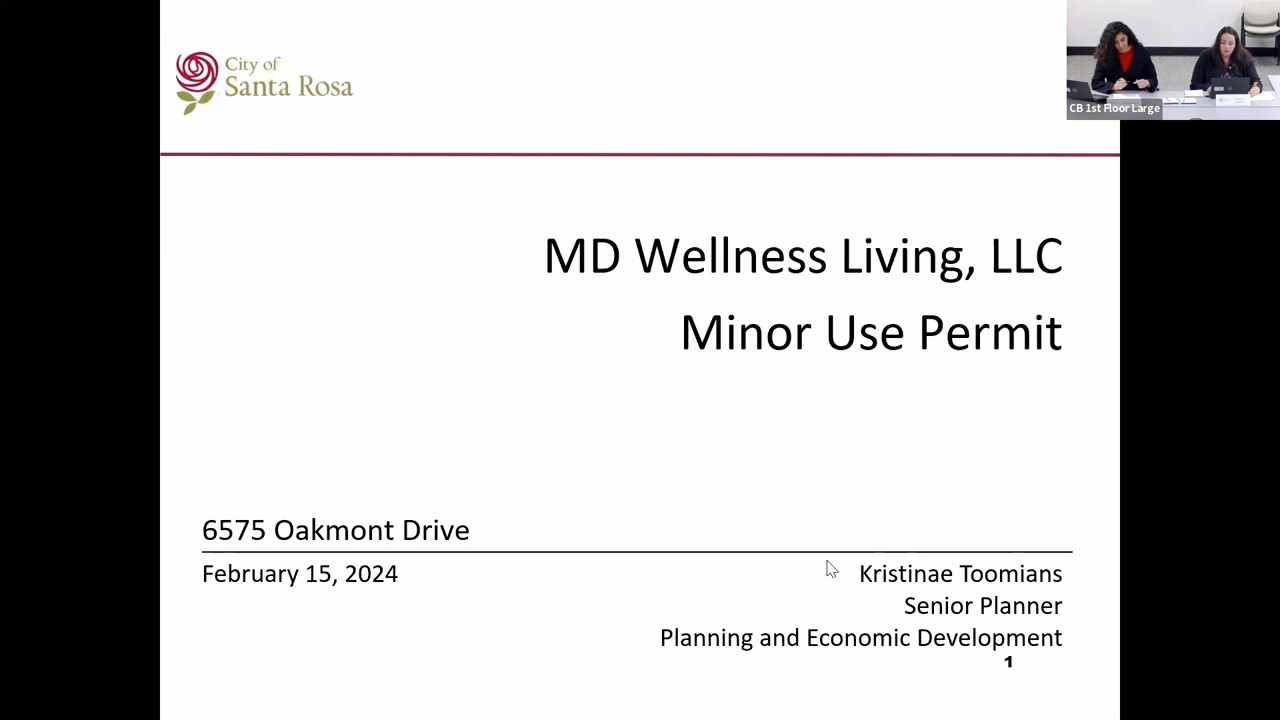 City of
Santa Rosa
CB 1st Floor Large
MD Wellness Living, LLC
Minor Use Permit
6575 Oakmont Drive
February 15, 2024
Kristinae Toomians
Senior Planner
Planning and Economic Development
1